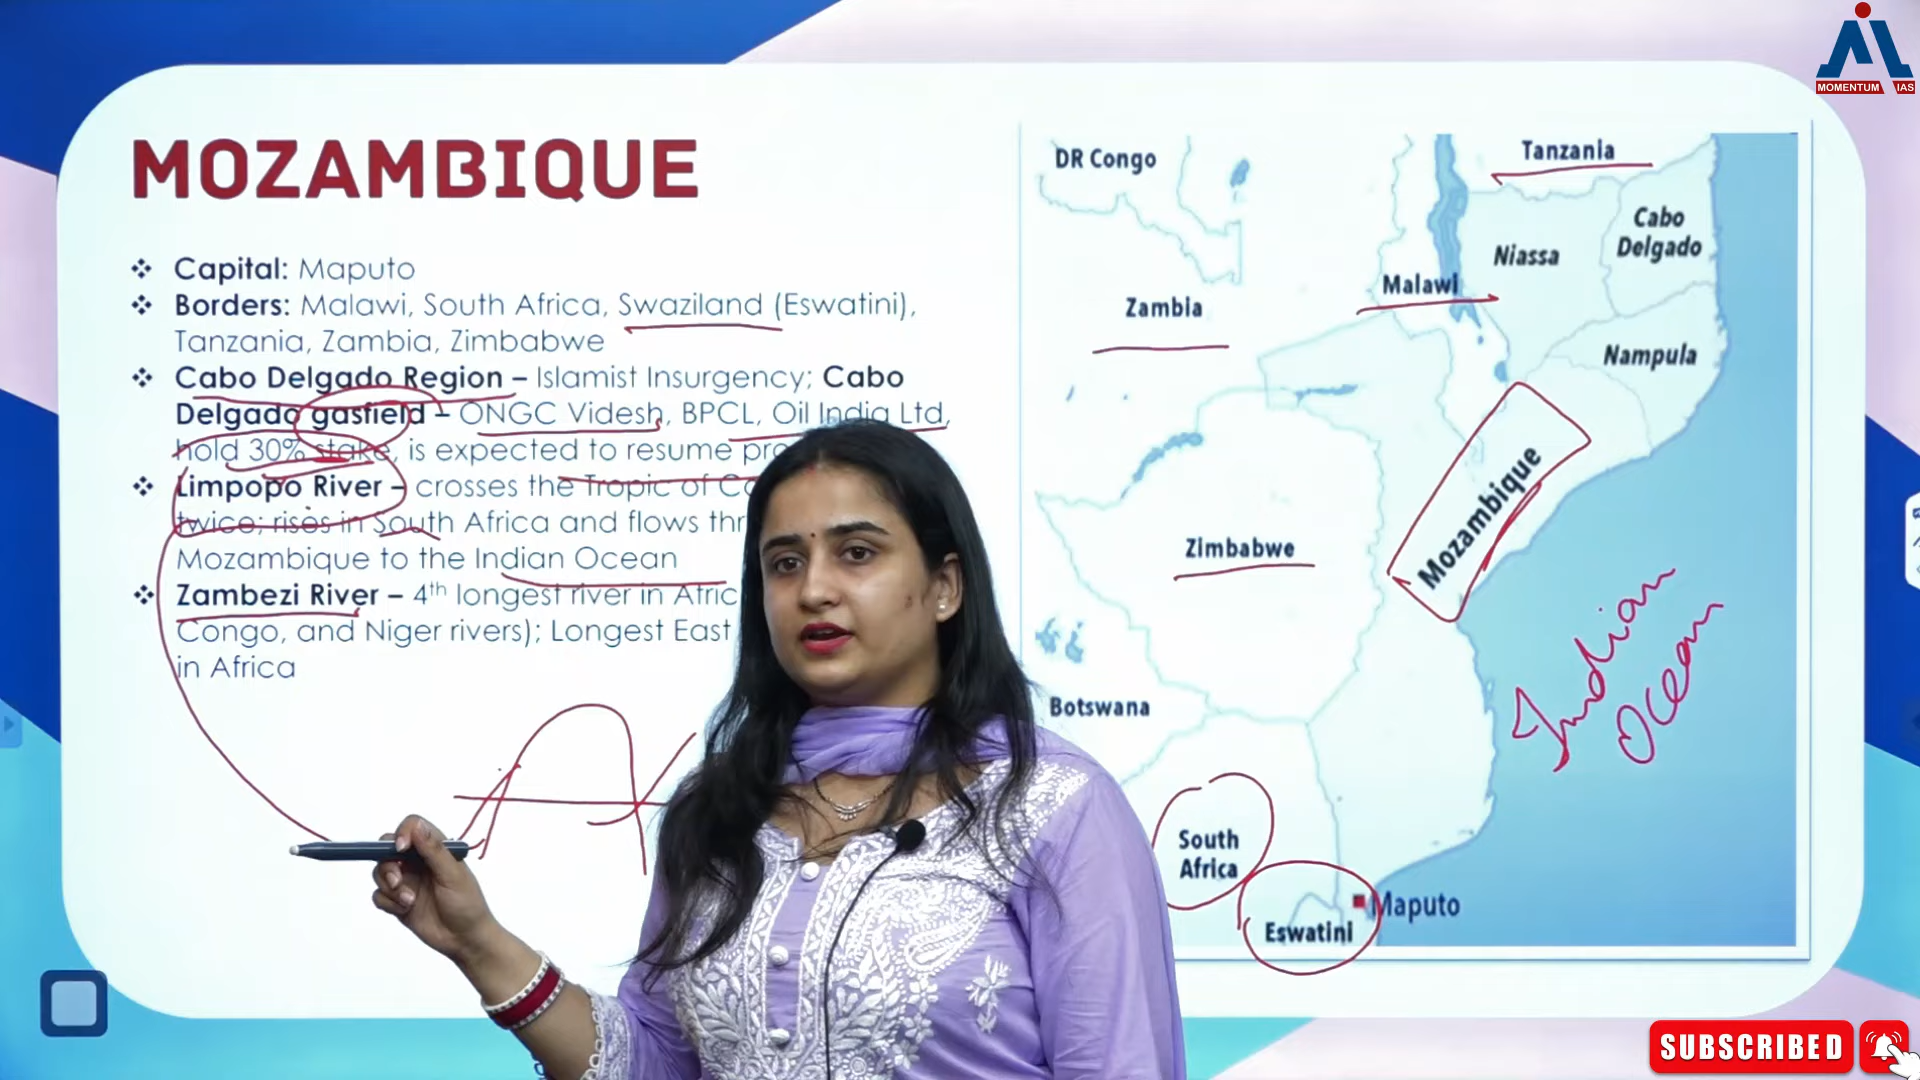 MOMENTUM IAS
MOZAMBIQUE
Capital: Maputo
Borders: Malawi, South Africa, Swaziland (Eswatini),
Tanzania, Zambia, Zimbabwe
Cabo Delgado Region – Islamist Insurgency; Cabo
Delgado gasfield – ONGC Videsh, BPCL, Oil India Ltd,
hold 30% stake, is expected to resume
Limpopo River – crosses the Tropic of
twice; rises in South Africa and flows
Mozambique to the Indian Ocean
Zambezi River – 4th longest river in
Congo, and Niger rivers); Longest East
in Africa
DR Congo
Tanzania
Cabo
Delgado
Niassa
Malawi
Zambia
Nampula
Mozambique
Zimbabwe
Indian
Ocean
Botswana
South
Africa
Maputo
Eswatini
SUBSCRIBED